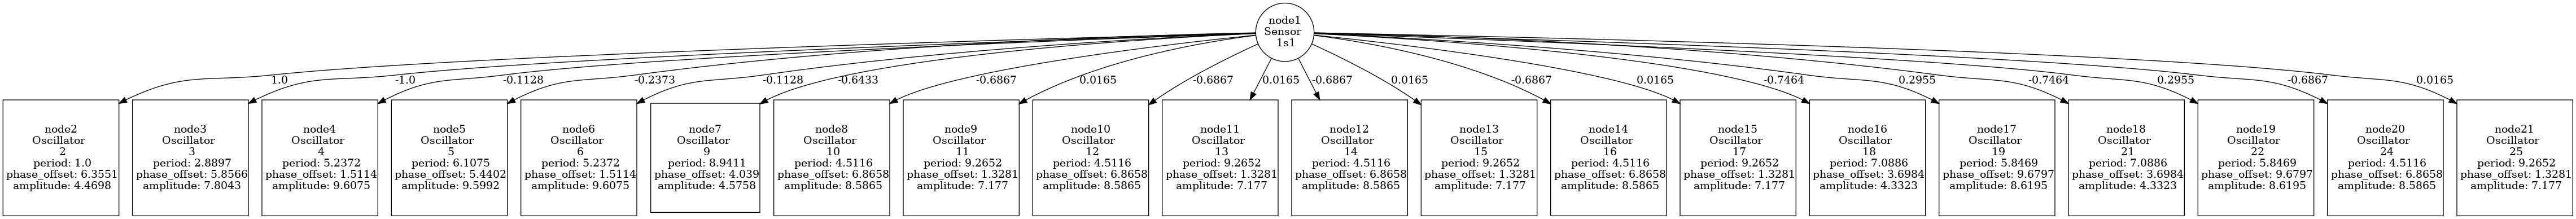 node1
Sensor
1s1
1.0
-1.0
-0.1128
-0.2373
-0.1128
-0.6433
-0.6867
0.0165
-0.6867
0.0165
-0.6867
0.0165
-0.6867
0.0165
-0.7464
0.2955
-0.7464
0.2955
-0.6867
0.0165
node2
Oscillator
2
period: 1.0
phase_offset: 6.3551
amplitude: 4.4698
node3
Oscillator
3
period: 2.8897
phase_offset: 5.8566
amplitude: 7.8043
node4
Oscillator
4
period: 5.2372
phase_offset: 1.5114
amplitude: 9.6075
node5
Oscillator
5
period: 6.1075
phase_offset: 5.4402
amplitude: 9.5992
node6
Oscillator
6
period: 5.2372
phase_offset: 1.5114
amplitude: 9.6075
node7
Oscillator
9
period: 8.9411
phase_offset: 4.039
amplitude: 4.5758
node8
Oscillator
10
period: 4.5116
phase_offset: 6.8658
amplitude: 8.5865
node9
Oscillator
11
period: 9.2652
phase_offset: 1.3281
amplitude: 7.177
node10
Oscillator
12
period: 4.5116
phase_offset: 6.8658
amplitude: 8.5865
node11
Oscillator
13
period: 9.2652
phase_offset: 1.3281
amplitude: 7.177
node12
Oscillator
14
period: 4.5116
phase_offset: 6.8658
amplitude: 8.5865
node13
Oscillator
15
period: 9.2652
phase_offset: 1.3281
amplitude: 7.177
node14
Oscillator
16
period: 4.5116
phase_offset: 6.8658
amplitude: 8.5865
node15
Oscillator
17
period: 9.2652
phase_offset: 1.3281
amplitude: 7.177
node16
Oscillator
18
period: 7.0886
phase_offset: 3.6984
amplitude: 4.3323
node17
Oscillator
19
period: 5.8469
phase_offset: 9.6797
amplitude: 8.6195
node18
Oscillator
21
period: 7.0886
phase_offset: 3.6984
amplitude: 4.3323
node19
Oscillator
22
period: 5.8469
phase_offset: 9.6797
amplitude: 8.6195
node20
Oscillator
24
period: 4.5116
phase_offset: 6.8658
amplitude: 8.5865
node21
Oscillator
25
period: 9.2652
phase_offset: 1.3281
amplitude: 7.177